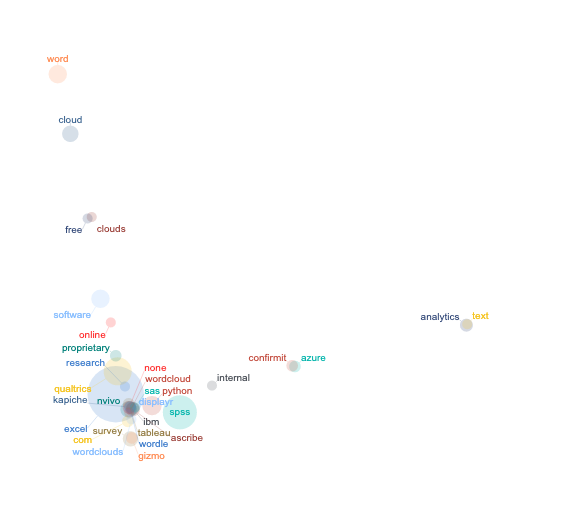 word
cloud
free
clouds
software
analytics
text
online
proprietary
research
confirmit
azure
none
wordcloud
internal
qualtrics
sas
python
kapiche
nvivo
displayr
spss
ibm
excel
survey
tableau
ascribe
com
wordle
wordclouds
gizmo